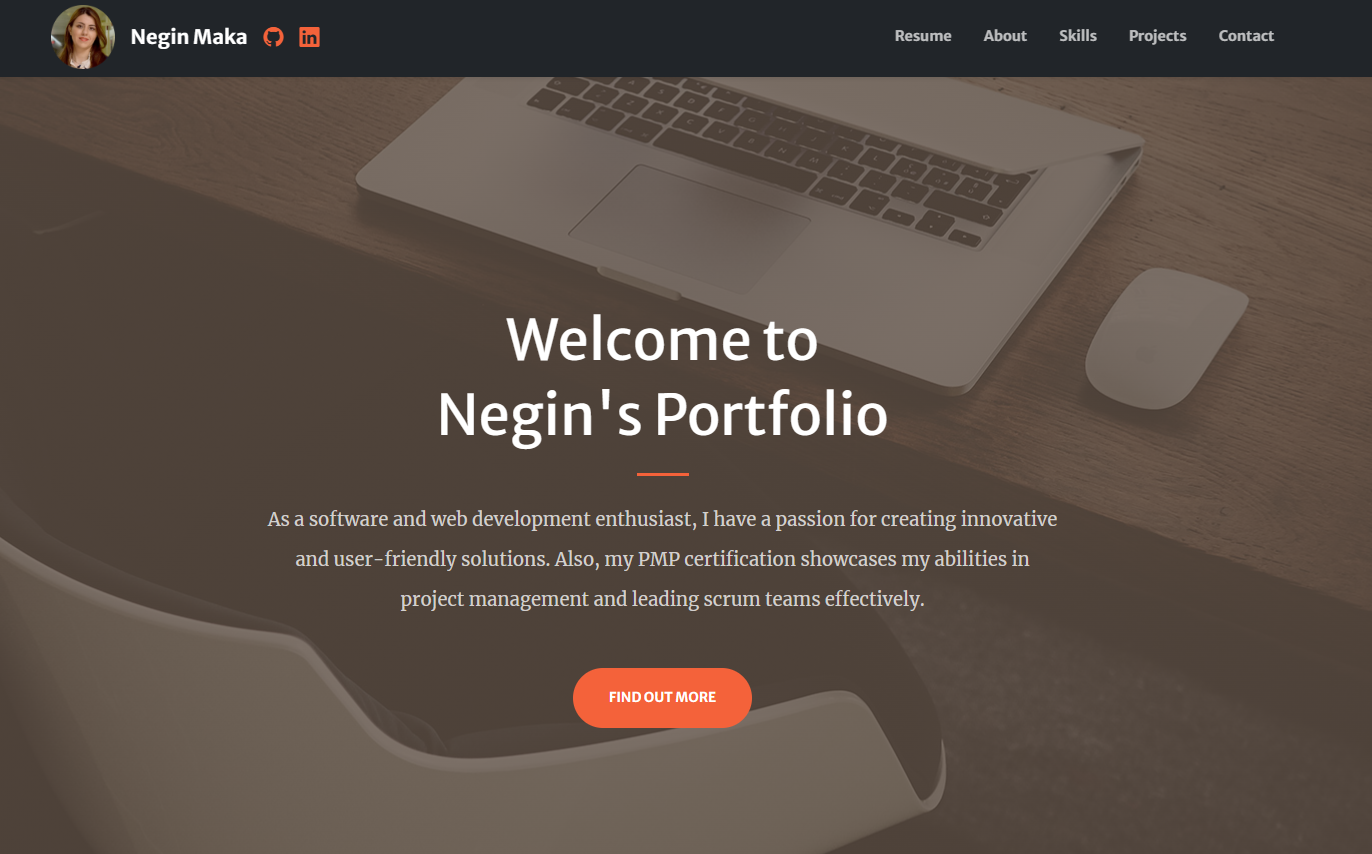 Negin Maka
in
Resume
About
Skills
Projects
Contact
Welcome to
Negin's Portfolio
As a software and web development enthusiast, I have a passion for creating innovative
and user-friendly solutions. Also, my PMP certification showcases my abilities in
project management and leading scrum teams effectively.
FIND OUT MORE